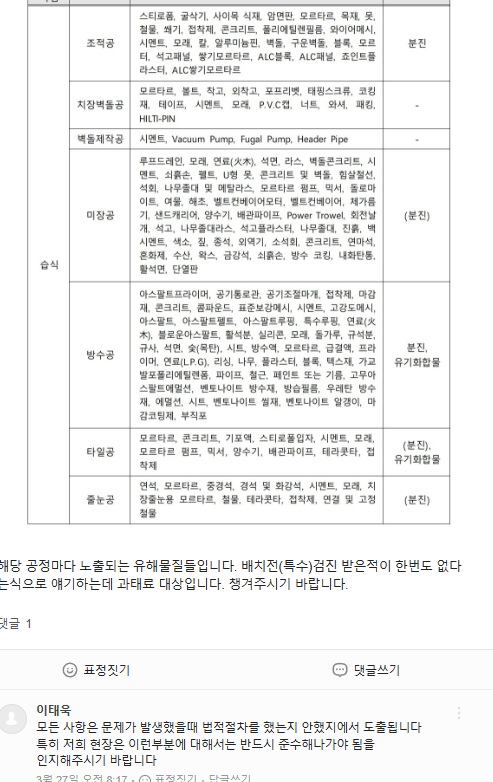 조적공
스티로폼, 굴삭기, 사이목 식재, 암면판, 모르타르, 목재, 못,
철물, 쐐기, 접착제, 콘크리트, 폴리에틸렌필름, 와이어메시,
시멘트, 모래, 칼, 알루미늄핀, 벽돌, 구운벽돌, 블록, 모르
터, 석고패널, 쌓기모르타르, ALC블록, ALC패널, 죠인트플
라스터, ALC쌓기모르타르
분진
치장벽돌공
모르타르, 볼트, 착고, 외착고, 포프리벳, 태핑스크류, 코킹
재, 테이프, 시멘트, 모래, P.V.C캡, 너트, 와셔, 패킹,
HILTI-PIN
-
벽돌제작공
시멘트, Vacuum Pump, Fugal Pump, Header Pipe
-
습식
미장공
루프드레인, 모래, 연료(火木), 석면, 라스, 벽돌콘크리트, 시
멘트, 쇠흙손, 펠트, U형 못, 콘크리트 및 벽돌, 힘살철선,
석회, 나무졸대 및 메탈라스, 모르타르 펌프, 믹서, 돌로마
이트, 여물, 해초, 벨트컨베이어모터, 벨트컨베이어, 제가름
기, 샌드캐리어, 양수기, 배관파이프, Power Trowel, 회전날
개, 석고, 나무졸대라스, 석고플라스터, 나무졸대, 진흙, 백
시멘트, 색소, 짚, 종석, 외역기, 소석회, 콘크리트, 연마석,
혼화제, 수산, 왁스, 금강석, 쇠흙손, 방수 코킹, 내화탄통,
활석면, 단열판
(분진)
방수공
아스팔트프라이머, 공기통로관, 공기조절마개, 접착제, 마감
재, 콘크리트, 콤파운드, 표준보강메시, 시멘트, 고강도메시,
아스팔트, 아스팔트펠트, 아스팔트루핑, 특수루핑, 연료(火
木), 블로운아스팔트, 활석분, 실리콘, 모래, 돌가루, 규석분,
규사, 석면, 숯(목탄), 시트, 방수액, 모르타르, 급결액, 프라
이머, 연료(L.P.G), 리싱, 나무, 플라스터, 블록, 텍스재, 가교
발포폴리에틸렌폼, 파이프, 철근, 페인트 또는 기름, 고무아
스팔트에멀션, 벤토나이트 방수재, 방습필름, 우레탄 방수
재, 에멀션, 시트, 벤토나이트 씰재, 벤토나이트 알갱이, 마
감코팅제, 부직포
분진,
유기화합물
타일공
모르타르, 콘크리트, 기포액, 스티로폴입자, 시멘트, 모래,
모르타르 펌프, 믹서, 양수기, 배관파이프, 테라콧타, 접
착제
(분진),
유기화합물
줄눈공
연석, 모르타르, 중경석, 경석 및 화강석, 시멘트, 모래, 치
장줄눈용 모르타르, 철물, 테라콧타, 접착제, 연결 및 고정
철물
(분진)
해당 공정마다 노출되는 유해물질들입니다. 배치전(특수)검진 받은적이 한번도 없다
는식으로 얘기하는데 과태료 대상입니다. 챙겨주시기 바랍니다.
댓글 1
표정짓기
댓글쓰기
이태욱
모든 사항은 문제가 발생했을때 법적절차를 했는지 안했지에서 도출됩니다
특히 저희 현장은 이런부분에 대해서는 반드시 준수해나가야 됨을
인지해주시기 바랍니다
3월 27일 오전 8:17 · 표정짓기 · 답글쓰기